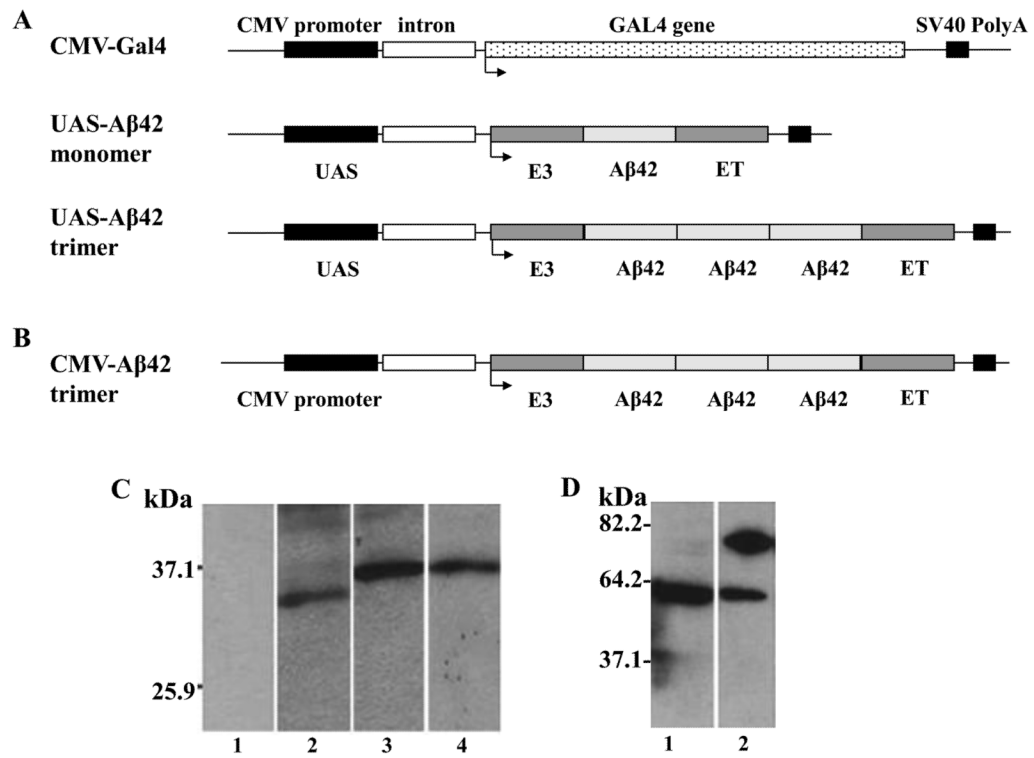 A
CMV promoter intron GAL4 gene SV40 PolyA
CMV-Gal4
UAS-Aβ42
monomer
UAS E3 Aβ42 ET
UAS-Aβ42
trimer
UAS E3 Aβ42 Aβ42 Aβ42 ET
B
CMV-Aβ42
trimer
CMV promoter E3 Aβ42 Aβ42 Aβ42 ET
C kDa
37.1
25.9
1 2 3 4
D kDa
82.2-
64.2-
37.1-
1 2